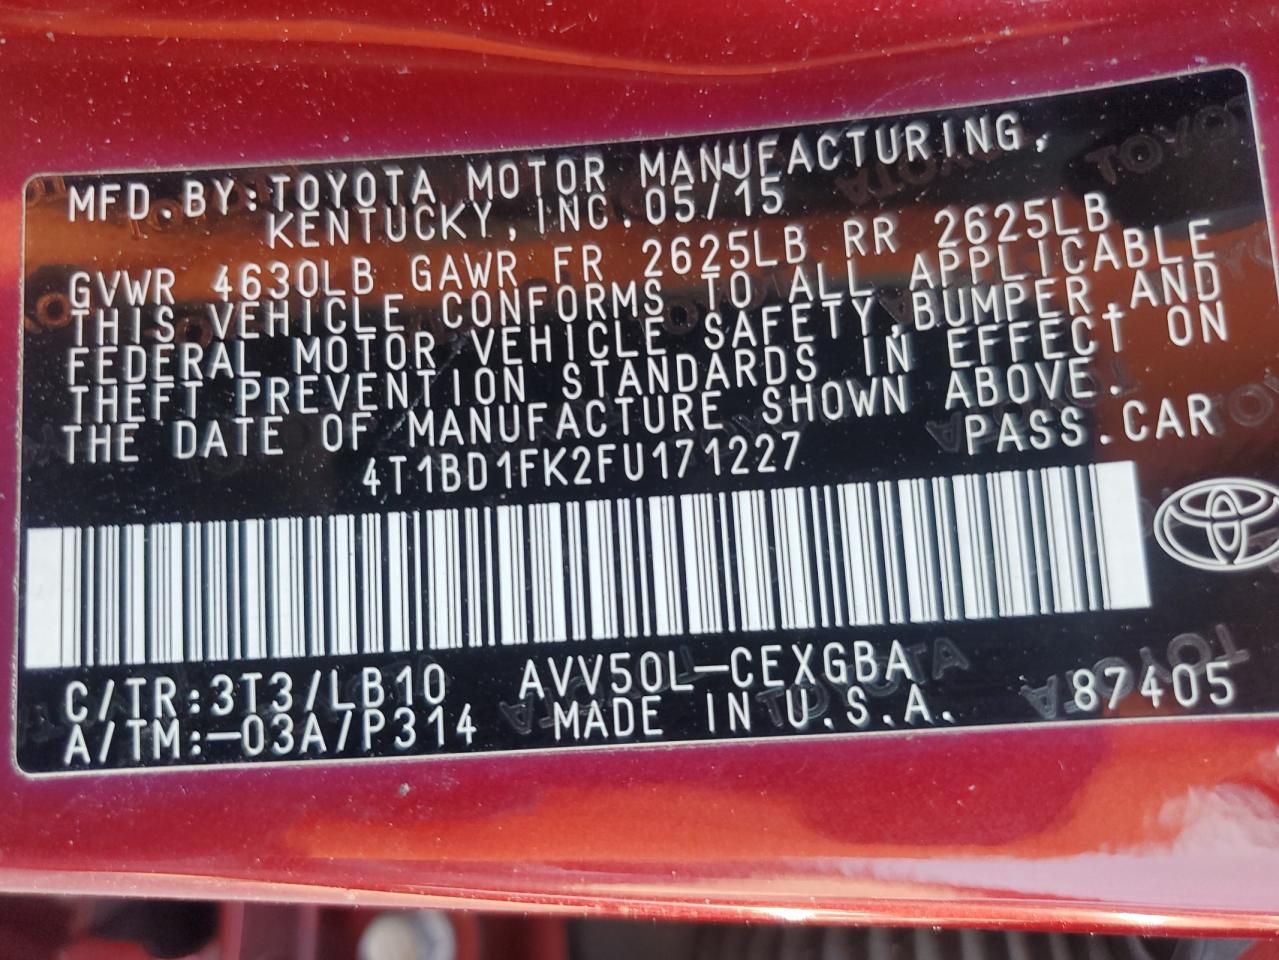 MFD.BY:TOYOTA MOTOR MANUFACTURING,
KENTUCKY, INC. 05/15
GVWR 4630LB GAWR FR 2625LB RR 2625LB
THIS VEHICLE CONFORMS TO ALL APPLICABLE
FEDERAL MOTOR VEHICLE SAFETY,BUMPER,AND
THEFT PREVENTION STANDARDS IN EFFECT ON
THE DATE OF MANUFACTURE SHOWN ABOVE.
4T1BD1FK2FU171227 PASS.CAR
C/TR:3T3/LB10 AVV50L-CEXGBA
A/TM:-03A/P314 MADE IN U.S.A. 87405